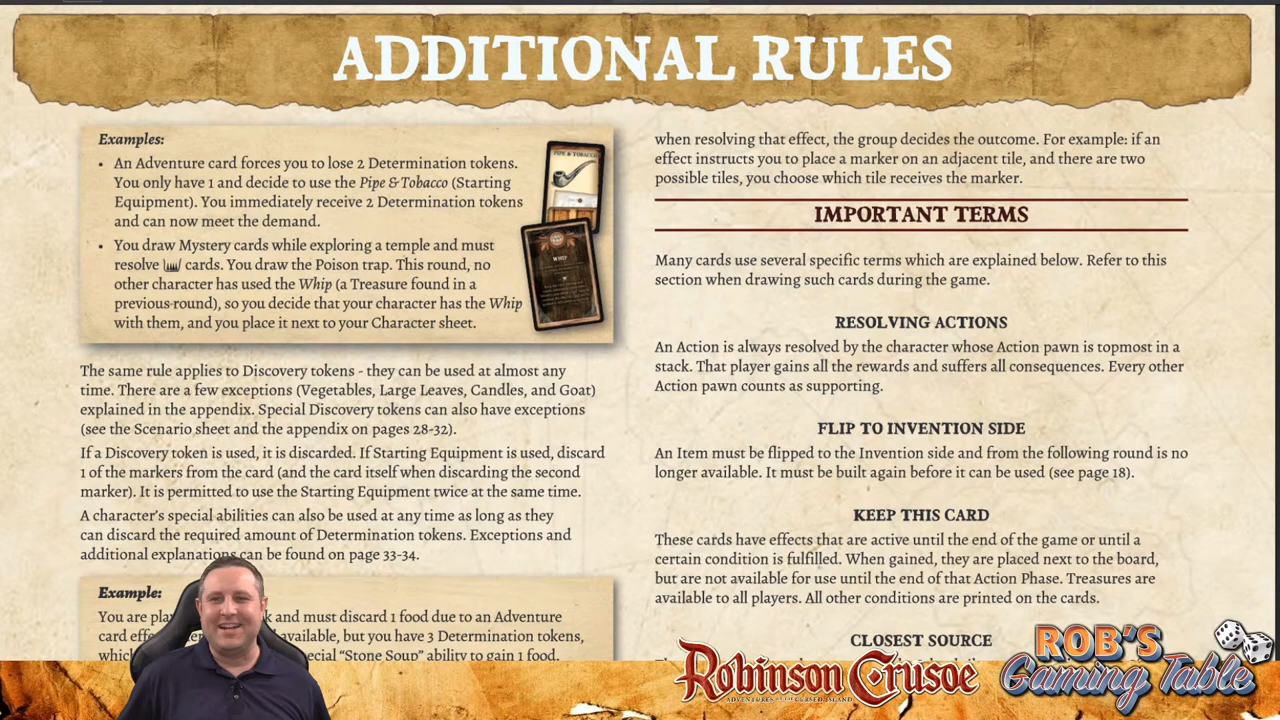 ADDITIONAL RULES
Examples:
• An Adventure card forces you to lose 2 Determination tokens.
You only have 1 and decide to use the Pipe & Tobacco (Starting
Equipment). You immediately receive 2 Determination tokens
and can now meet the demand.
• You draw Mystery cards while exploring a temple and must
resolve cards. You draw the Poison trap. This round, no
other character has used the Whip (a Treasure found in a
previous round), so you decide that your character has the Whip
with them, and you place it next to your Character sheet.
PIPE & TOBACCO
WHIP
The same rule applies to Discovery tokens - they can be used at almost any
time. There are a few exceptions (Vegetables, Large Leaves, Candles, and Goat)
explained in the appendix. Special Discovery tokens can also have exceptions
(see the Scenario sheet and the appendix on pages 28-32).
If a Discovery token is used, it is discarded. If Starting Equipment is used, discard
1 of the markers from the card (and the card itself when discarding the second
marker). It is permitted to use the Starting Equipment twice at the same time.
A character's special abilities can also be used at any time as long as they
can discard the required amount of Determination tokens. Exceptions and
additional explanations can be found on page 33-34.
Example:
You are and must discard 1 food due to an Adventure
card available, but you have 3 Determination tokens,
"Stone Soup" ability to gain 1 food.
when resolving that effect, the group decides the outcome. For example: if an
effect instructs you to place a marker on an adjacent tile, and there are two
possible tiles, you choose which tile receives the marker.
IMPORTANT TERMS
Many cards use several specific terms which are explained below. Refer to this
section when drawing such cards during the game.
RESOLVING ACTIONS
An Action is always resolved by the character whose Action pawn is topmost in a
stack. That player gains all the rewards and suffers all consequences. Every other
Action pawn counts as supporting.
FLIP TO INVENTION SIDE
An Item must be flipped to the Invention side and from the following round is no
longer available. It must be built again before it can be used (see page 18).
KEEP THIS CARD
These cards have effects that are active until the end of the game or until a
certain condition is fulfilled. When gained, they are placed next to the board,
but are not available for use until the end of that Action Phase. Treasures are
available to all players. All other conditions are printed on the cards.
CLOSEST SOURCE
Robinson Crusoe
ADVENTURES ON THE CURSED ISLAND
ROB'S
Gaming Table